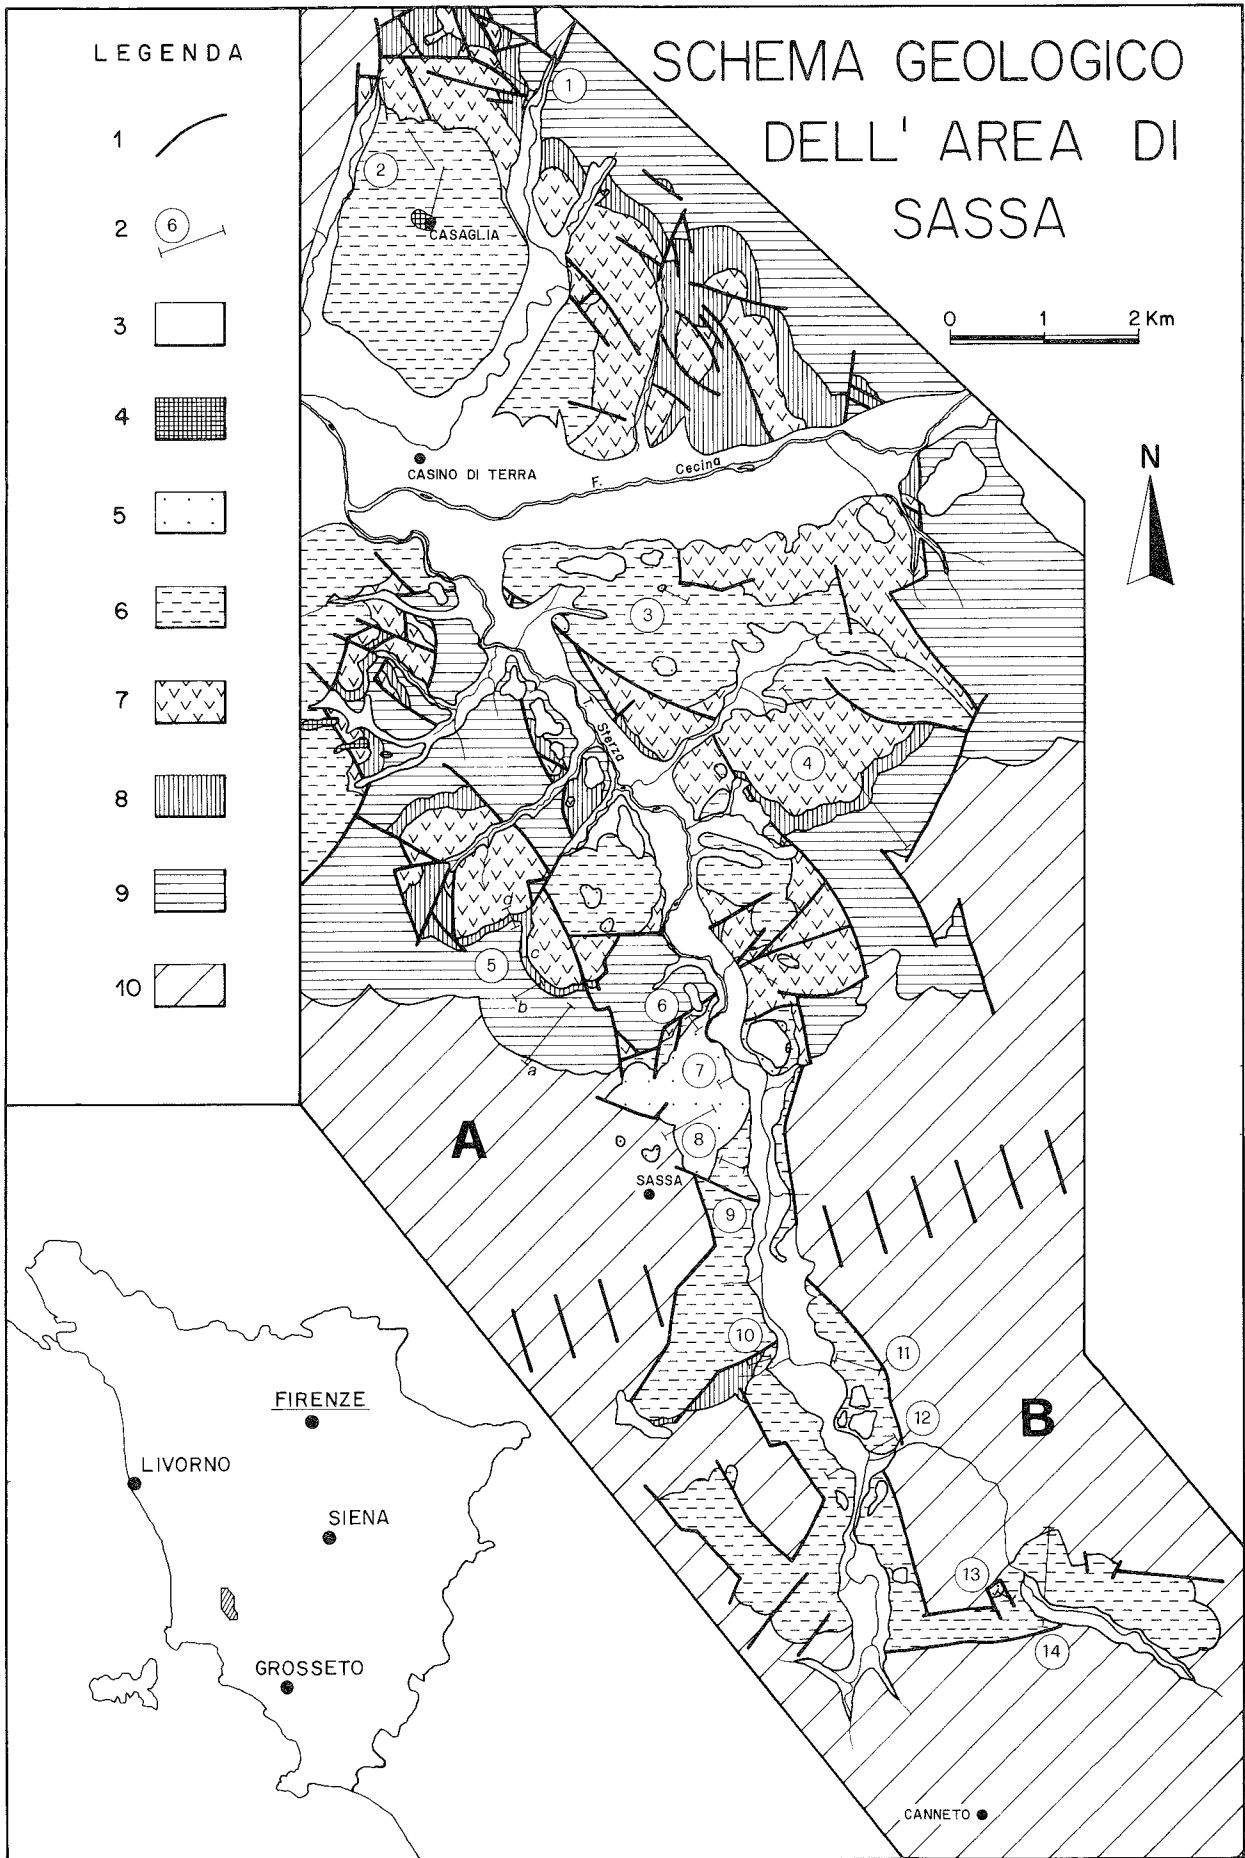 LEGENDA
1
2
6
3
4
5
6
7
8
9
10
SCHEMA GEOLOGICO
DELL' AREA DI
SASSA
0 1 2 Km
N
1
2
CASAGLIA
CASINO DI TERRA
F. Cecina
3
Sterza
4
d
c
5
b
a
6
7
8
A
SASSA
9
10
11
12
B
13
14
CANNETO
FIRENZE
LIVORNO
SIENA
GROSSETO